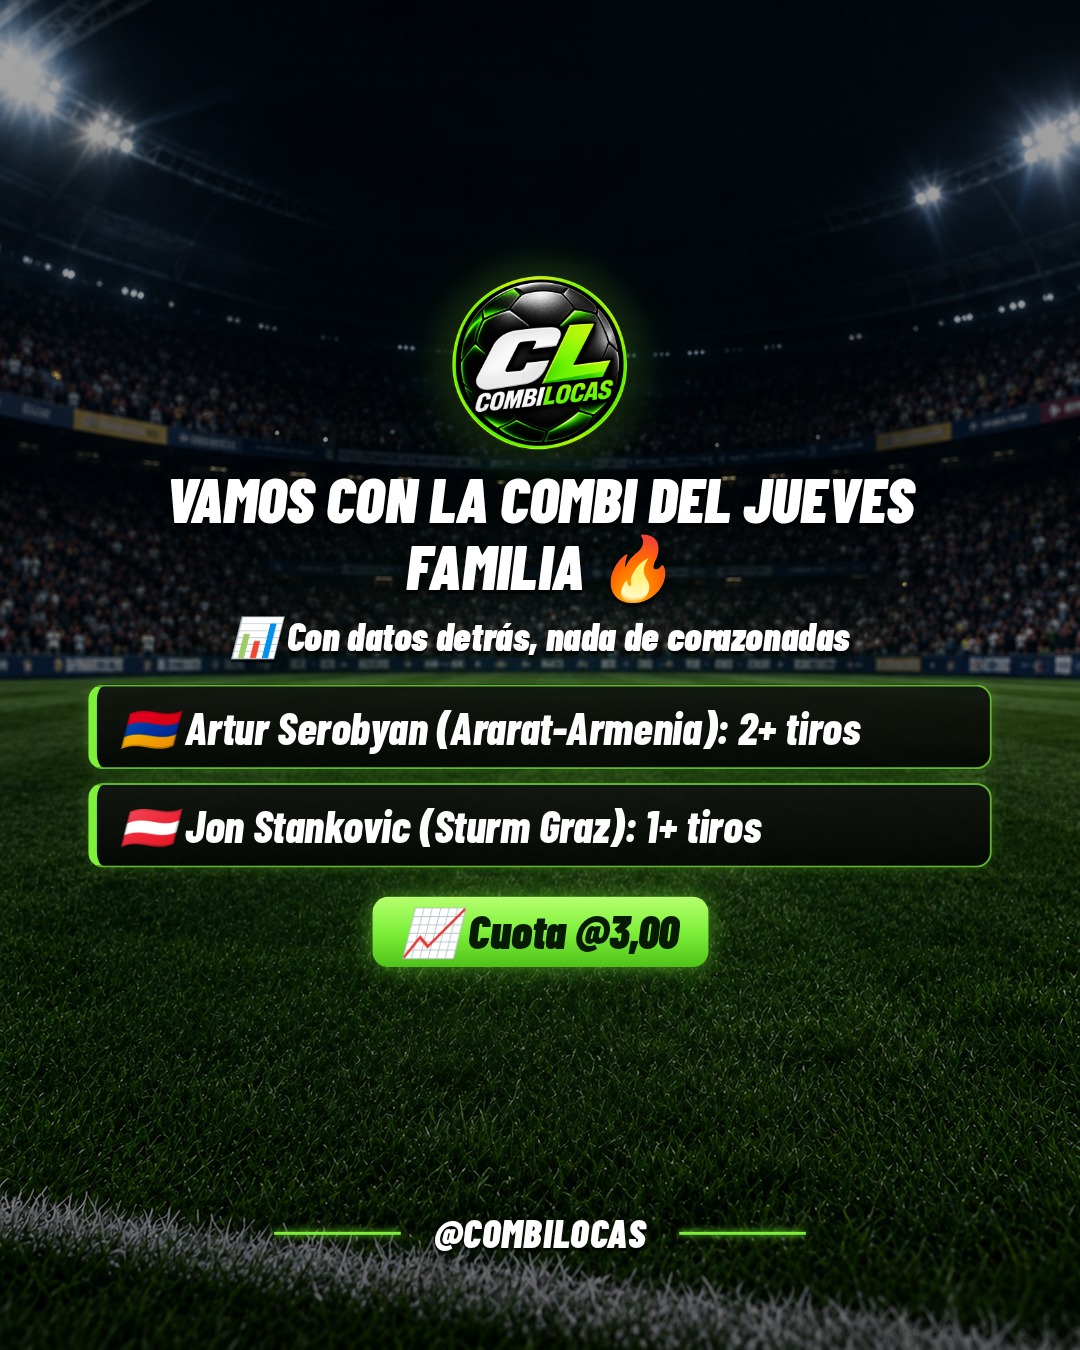 CL
COMBILOCAS
VAMOS CON LA COMBI DEL JUEVES
FAMILIA 🔥
📊 Con datos detrás, nada de corazonadas
🇦🇲 Artur Serobyan (Ararat-Armenia): 2+ tiros
🇦🇹 Jon Stankovic (Sturm Graz): 1+ tiros
📈 Cuota @3,00
@COMBILOCAS